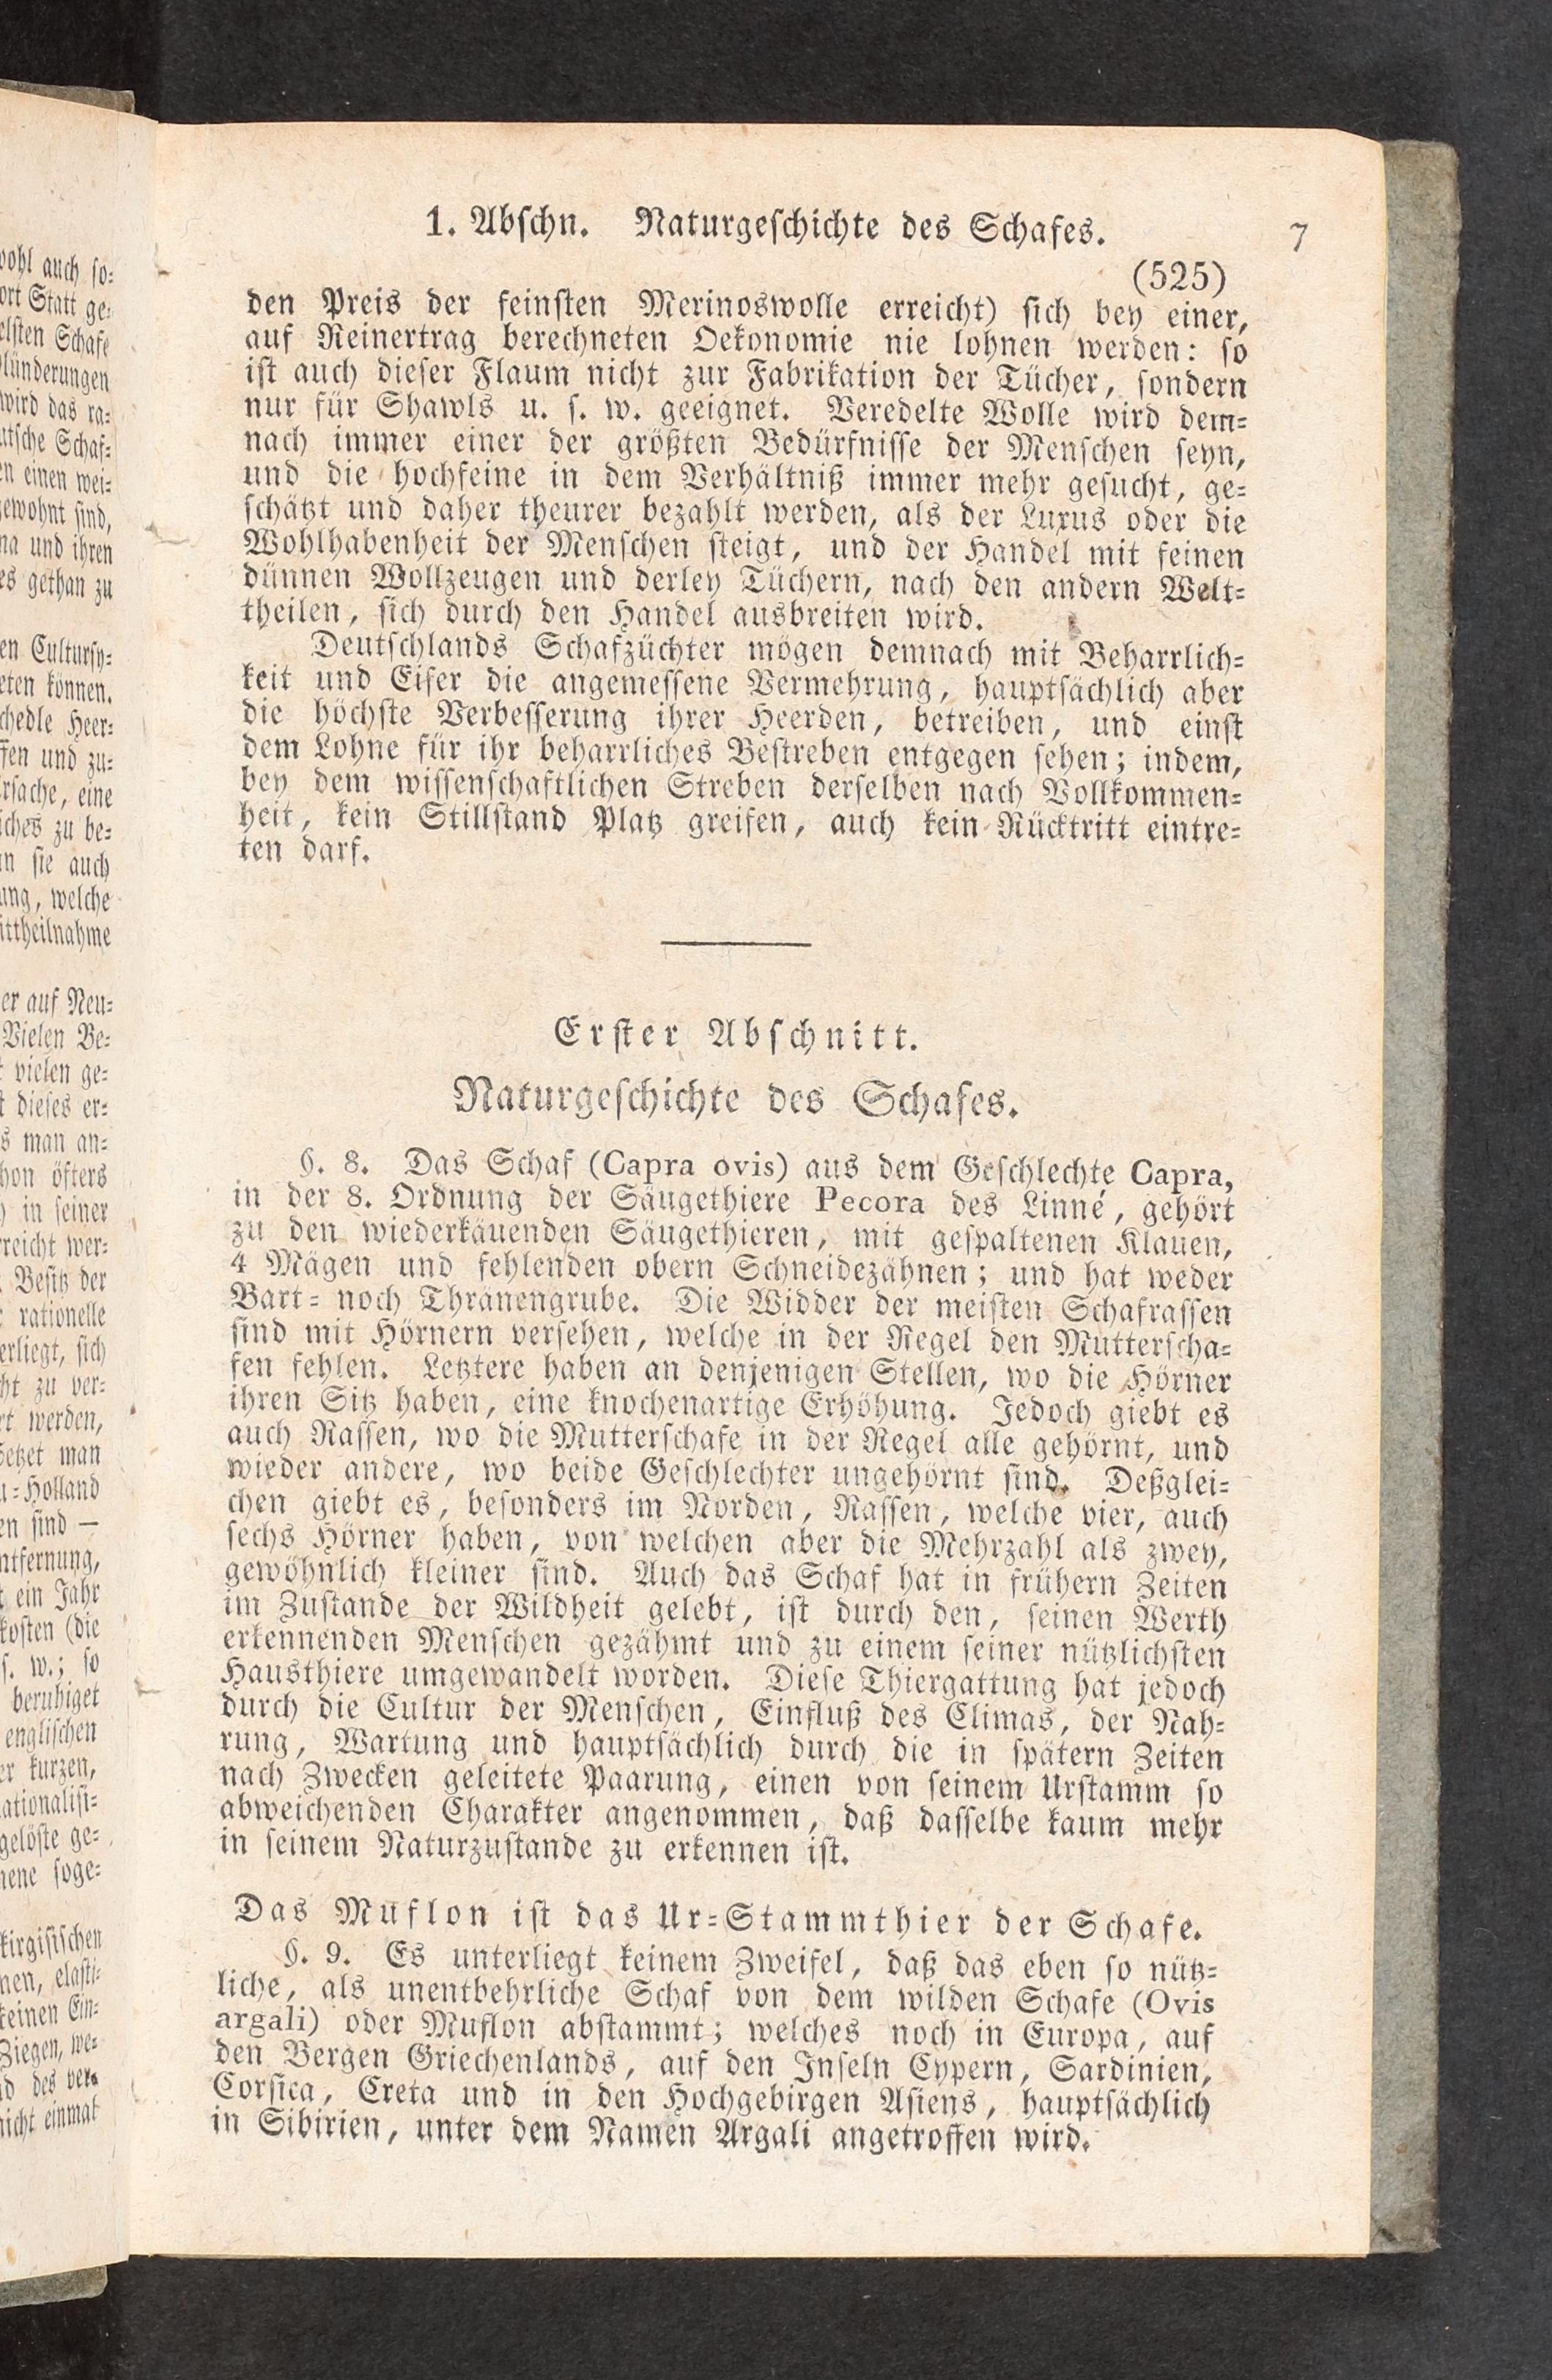 1. Abschn. Naturgeschichte des Schafes. 7
(525)
den Preis der feinsten Merinoswolle erreicht) sich bey einer,
auf Reinertrag berechneten Oekonomie nie lohnen werden: so
ist auch dieser Flaum nicht zur Fabrikation der Tücher, sondern
nur für Shawls u. s. w. geeignet. Veredelte Wolle wird dem-
nach immer einer der größten Bedürfnisse der Menschen seyn,
und die hochfeine in dem Verhältniß immer mehr gesucht, ge-
schätzt und daher theurer bezahlt werden, als der Luxus oder die
Wohlhabenheit der Menschen steigt, und der Handel mit feinen
dünnen Wollzeugen und derley Tüchern, nach den andern Welt-
theilen, sich durch den Handel ausbreiten wird.
Deutschlands Schafzüchter mögen demnach mit Beharrlich-
keit und Eifer die angemessene Vermehrung, hauptsächlich aber
die höchste Verbesserung ihrer Heerden, betreiben, und einst
dem Lohne für ihr beharrliches Bestreben entgegen sehen; indem,
bey dem wissenschaftlichen Streben derselben nach Vollkommen-
heit, kein Stillstand Platz greifen, auch kein Rücktritt eintre-
ten darf.
Erster Abschnitt.
Naturgeschichte des Schafes.
§. 8. Das Schaf (Capra ovis) aus dem Geschlechte Capra,
in der 8. Ordnung der Säugethiere Pecora des Linné, gehört
zu den wiederkäuenden Säugethieren, mit gespaltenen Klauen,
4 Mägen und fehlenden obern Schneidezähnen; und hat weder
Bart- noch Thränengrube. Die Widder der meisten Schafrassen
sind mit Hörnern versehen, welche in der Regel den Mutterscha-
fen fehlen. Letztere haben an denjenigen Stellen, wo die Hörner
ihren Sitz haben, eine knochenartige Erhöhung. Jedoch giebt es
auch Rassen, wo die Mutterschafe in der Regel alle gehörnt, und
wieder andere, wo beide Geschlechter ungehörnt sind. Deßglei-
chen giebt es, besonders im Norden, Rassen, welche vier, auch
sechs Hörner haben, von welchen aber die Mehrzahl als zwey,
gewöhnlich kleiner sind. Auch das Schaf hat in frühern Zeiten
im Zustande der Wildheit gelebt, ist durch den, seinen Werth
erkennenden Menschen gezähmt und zu einem seiner nützlichsten
Hausthiere umgewandelt worden. Diese Thiergattung hat jedoch
durch die Cultur der Menschen, Einfluß des Climas, der Nah-
rung, Wartung und hauptsächlich durch die in spätern Zeiten
nach Zwecken geleitete Paarung, einen von seinem Urstamm so
abweichenden Charakter angenommen, daß dasselbe kaum mehr
in seinem Naturzustande zu erkennen ist.
Das Muflon ist das Ur-Stammthier der Schafe.
§. 9. Es unterliegt keinem Zweifel, daß das eben so nütz-
liche, als unentbehrliche Schaf von dem wilden Schafe (Ovis
argali) oder Muflon abstammt; welches noch in Europa, auf
den Bergen Griechenlands, auf den Inseln Cypern, Sardinien,
Corsica, Creta und in den Hochgebirgen Asiens, hauptsächlich
in Sibirien, unter dem Namen Argali angetroffen wird.